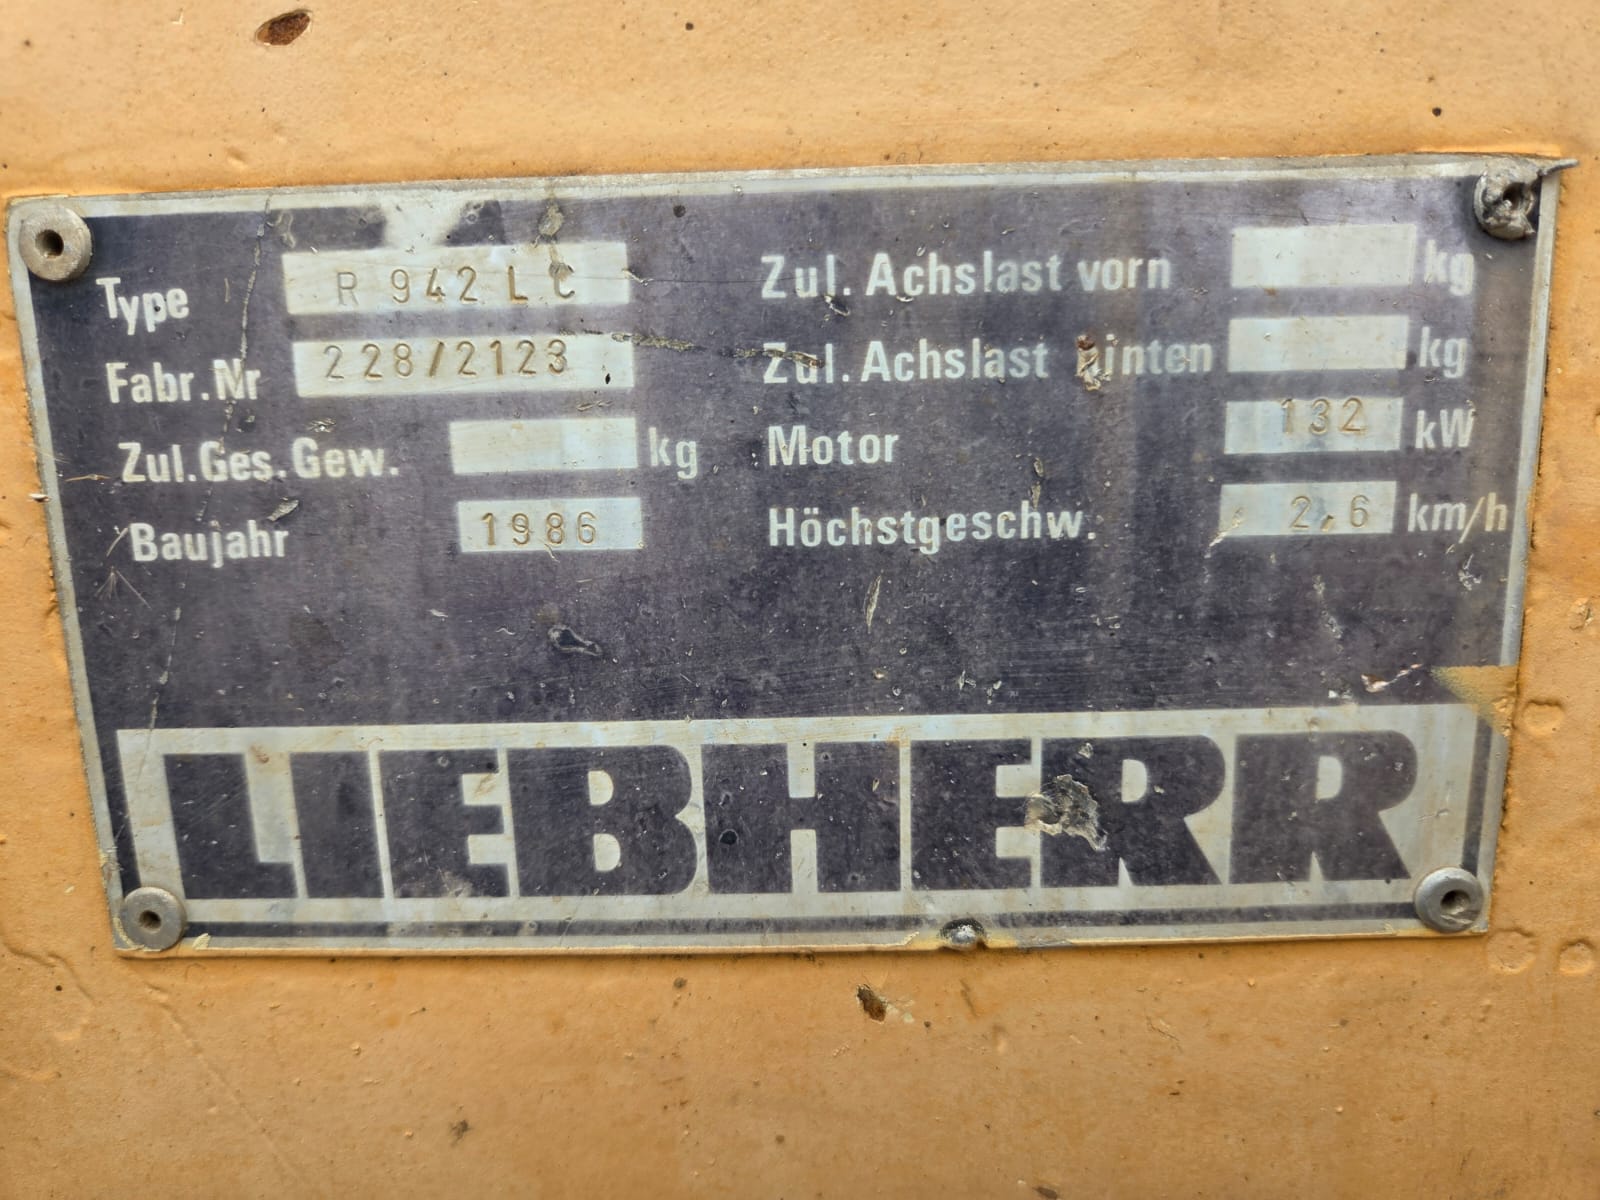 Type R 942 L C
Fabr.Nr 228/2123
Zul.Ges.Gew. kg
Baujahr 1986
Zul. Achslast vorn kg
Zul. Achslast hinten kg
Motor 132 kW
Höchstgeschw. 2,6 km/h
LIEBHERR